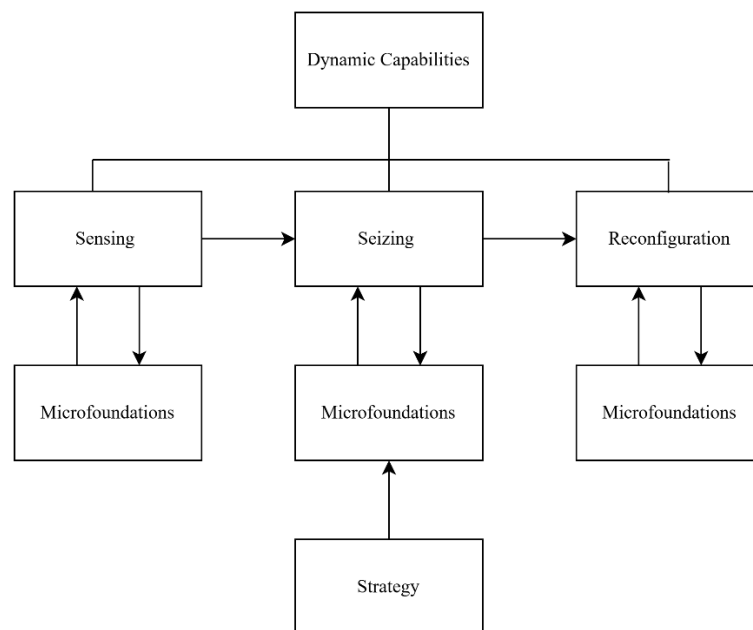 Dynamic Capabilities
Sensing
Seizing
Reconfiguration
Microfoundations
Microfoundations
Microfoundations
Strategy